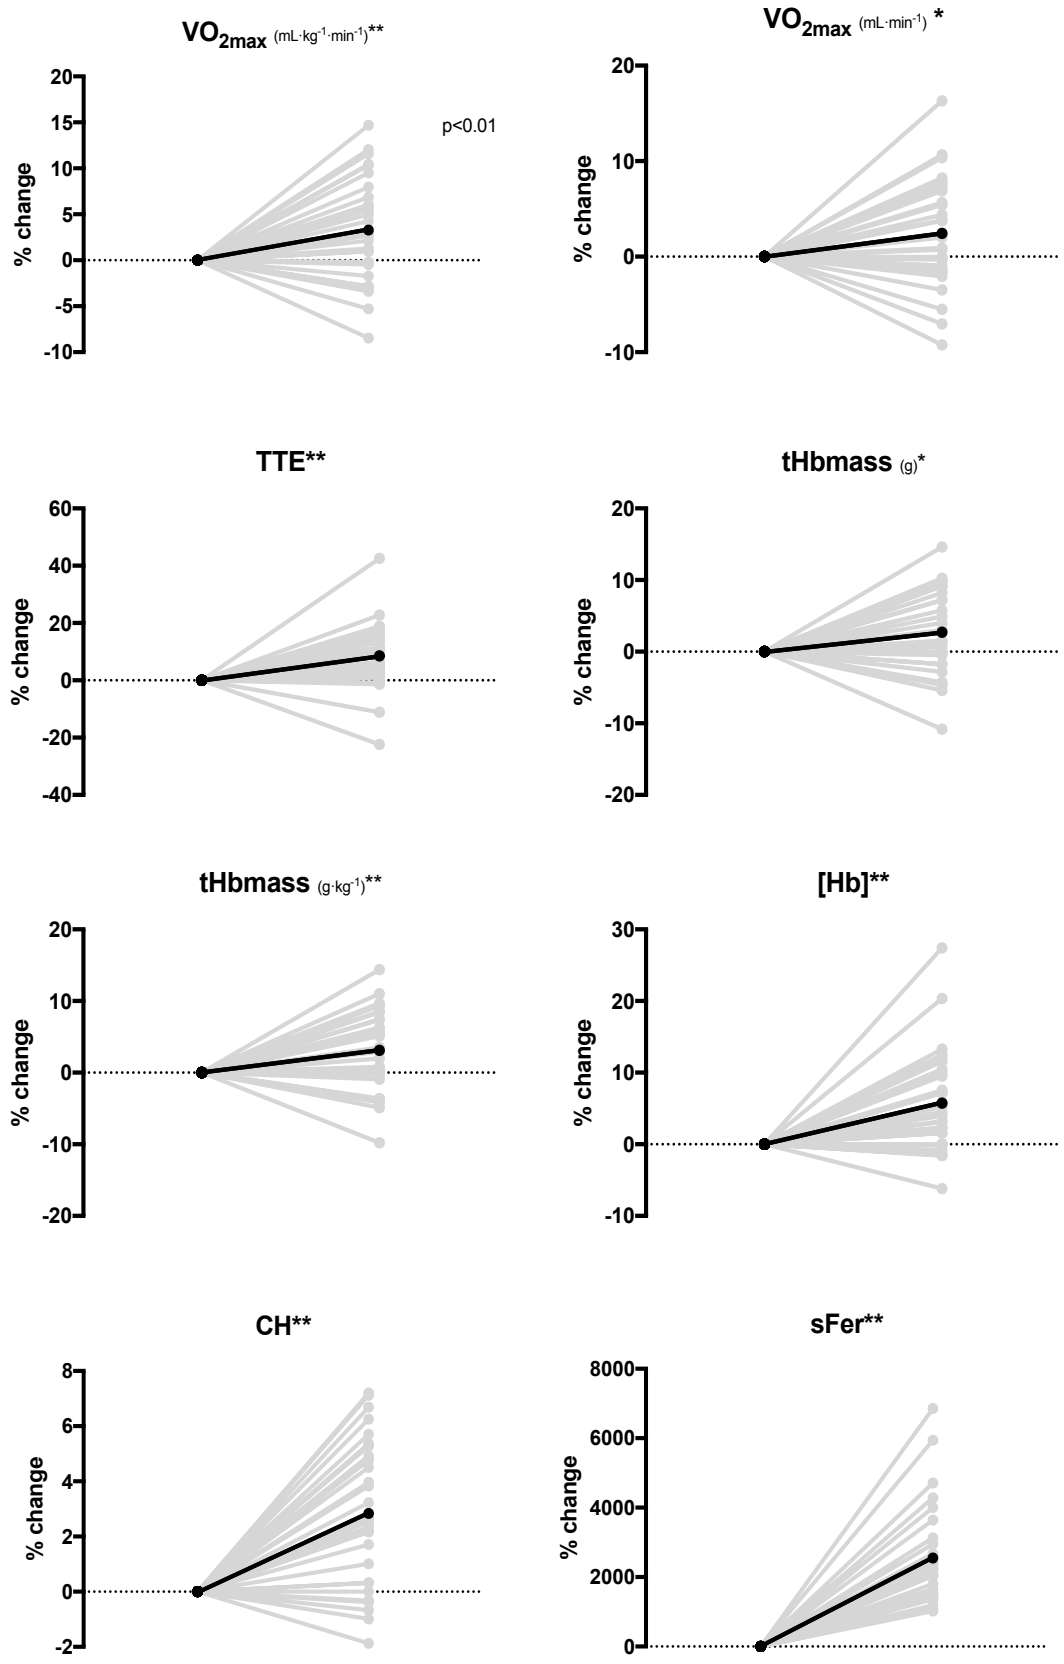 VO2max (mL·kg-1·min-1)**
20
15
10
5
0
-5
-10
% change
p<0.01
VO2max (mL·min-1) *
20
10
0
-10
% change
TTE**
60
40
20
0
-20
-40
% change
tHbmass (g)*
20
10
0
-10
-20
% change
tHbmass (g·kg-1)**
20
10
0
-10
-20
% change
[Hb]**
30
20
10
0
-10
% change
CH**
8
6
4
2
0
-2
% change
sFer**
8000
6000
4000
2000
0
% change